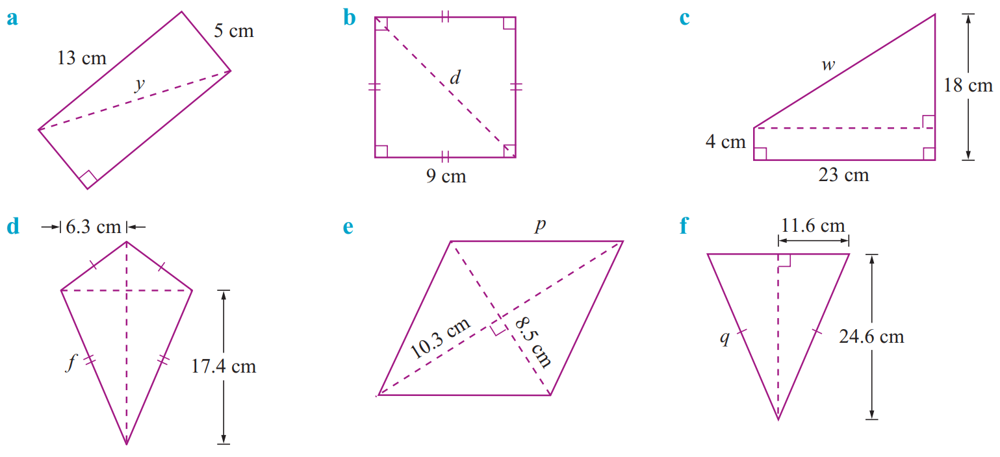 a
13 cm
5 cm
y
b
d
9 cm
c
w
18 cm
4 cm
23 cm
d
6.3 cm
f
17.4 cm
e
p
10.3 cm
8.5 cm
f
11.6 cm
q
24.6 cm